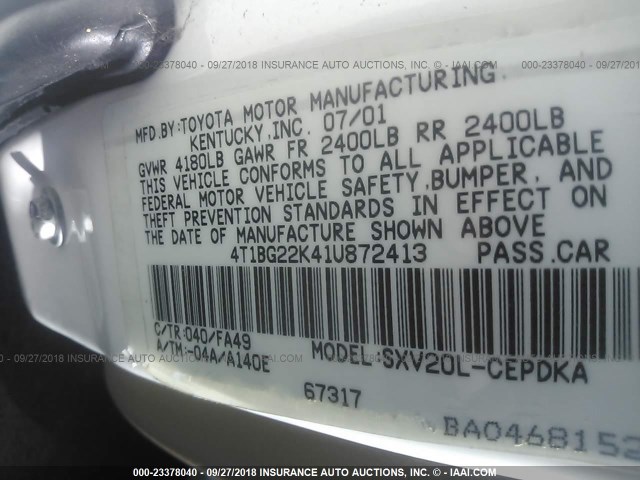 000-23378040 - 09/27/2018 INSURANCE AUTO AUCTIONS, INC. - © IAAI.COM
MFD.BY:TOYOTA MOTOR MANUFACTURING.
KENTUCKY,INC. 07/01
GVWR 4180LB GAWR FR 2400LB RR 2400LB
THIS VEHICLE CONFORMS TO ALL APPLICABLE
FEDERAL MOTOR VEHICLE SAFETY,BUMPER, AND
THEFT PREVENTION STANDARDS IN EFFECT ON
THE DATE OF MANUFACTURE SHOWN ABOVE
4T1BG22K41U872413 PASS.CAR
C/TR:040/FA49
A/TM:-04A/A140E MODEL:SXV20L-CEPDKA
67317
BA0468152
000-23378040 - 09/27/2018 INSURANCE AUTO AUCTIONS, INC. - © IAAI.COM